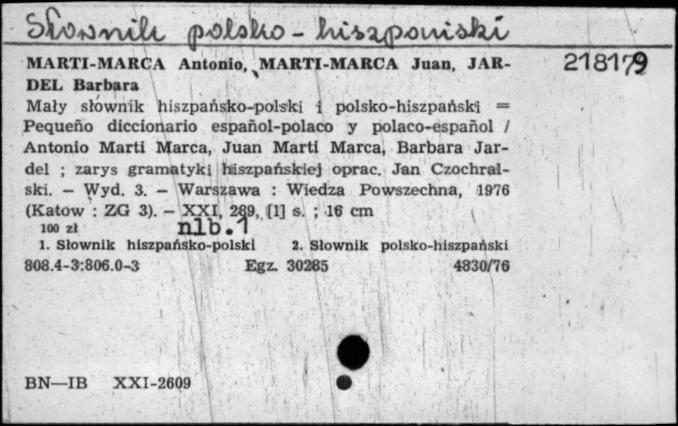 Słownik polsko-hiszpański
MARTI-MARCA Antonio, MARTI-MARCA Juan, JAR- 218179
DEL Barbara
Mały słownik hiszpańsko-polski i polsko-hiszpański =
Pequeño diccionario español-polaco y polaco-español /
Antonio Marti Marca, Juan Marti Marca, Barbara Jar-
del ; zarys gramatyki hiszpańskiej oprac. Jan Czochral-
ski. – Wyd. 3. – Warszawa : Wiedza Powszechna, 1976
(Katow : ZG 3). – XXI, 289, [1] s. ; 16 cm
100 zł nlb.1
1. Słownik hiszpańsko-polski 2. Słownik polsko-hiszpański
808.4-3:806.0-3 Egz. 30285 4830/76
BN—IB XXI-2609